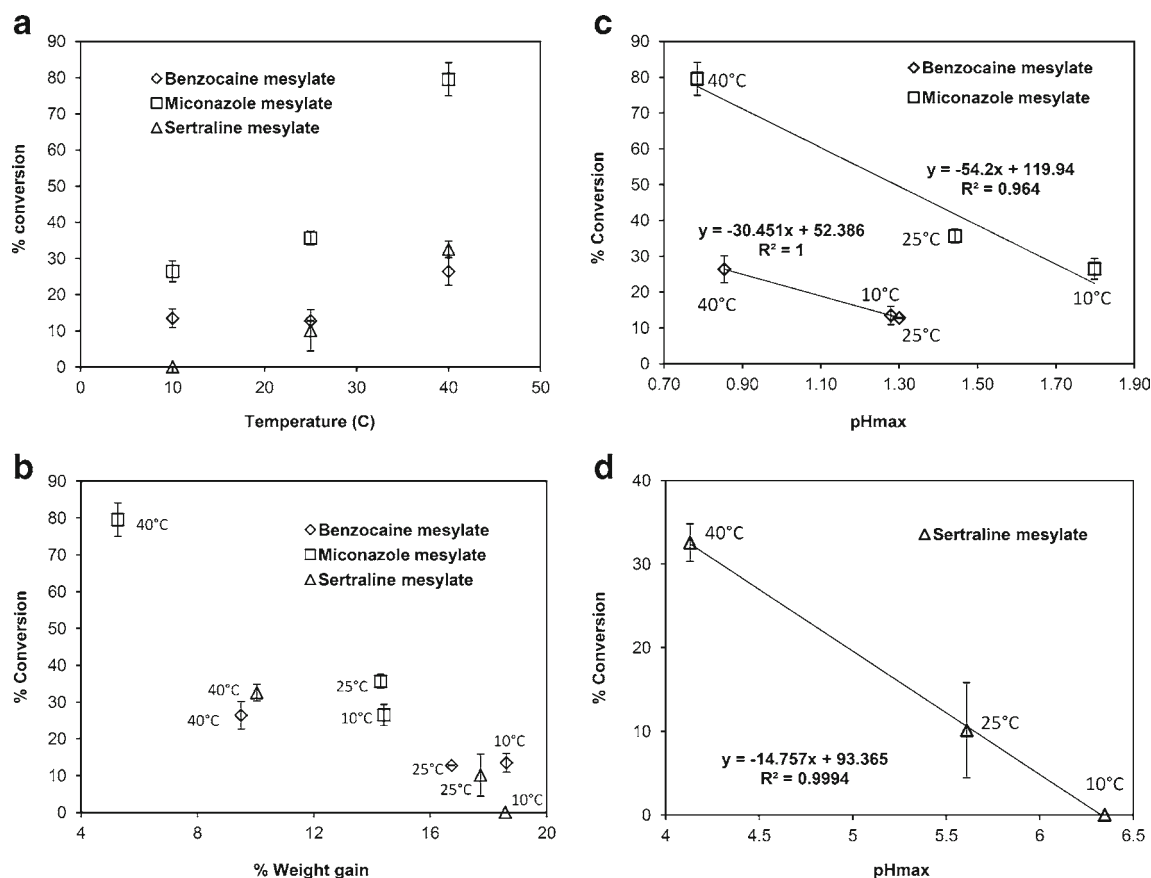 a
90
80
70
60
50
40
30
20
10
0
% conversion
Benzocaine mesylate
Miconazole mesylate
Sertraline mesylate
0 10 20 30 40 50
Temperature (C)
c
90
80
70
60
50
40
30
20
10
0
% Conversion
Benzocaine mesylate
Miconazole mesylate
40°C
y = -54.2x + 119.94
R² = 0.964
y = -30.451x + 52.386
R² = 1
25°C
10°C
40°C
10°C
25°C
0.70 0.90 1.10 1.30 1.50 1.70 1.90
pHmax
b
90
80
70
60
50
40
30
20
10
0
% Conversion
40°C
Benzocaine mesylate
Miconazole mesylate
Sertraline mesylate
40°C
40°C
25°C
10°C
10°C
25°C
25°C
10°C
4 8 12 16 20
% Weight gain
d
40
30
20
10
0
% Conversion
40°C
Sertraline mesylate
25°C
y = -14.757x + 93.365
R² = 0.9994
10°C
4 4.5 5 5.5 6 6.5
pHmax